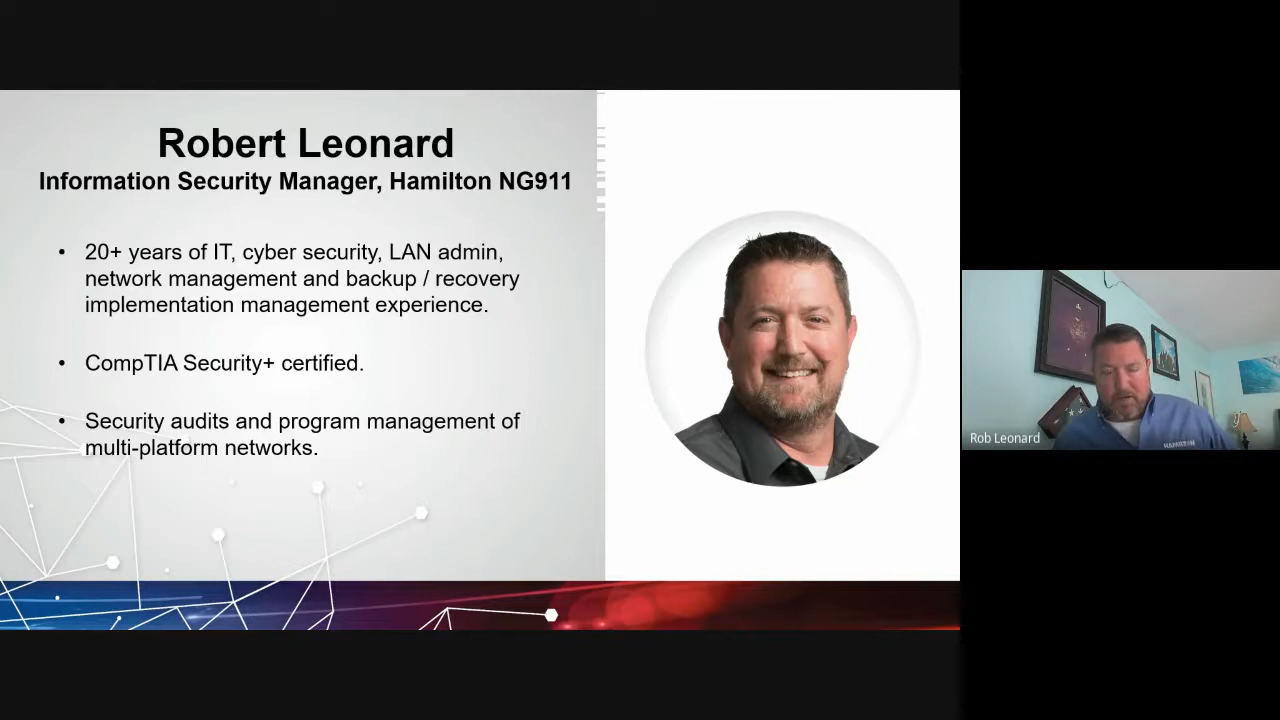 Robert Leonard
Information Security Manager, Hamilton NG911
• 20+ years of IT, cyber security, LAN admin,
network management and backup / recovery
implementation management experience.
• CompTIA Security+ certified.
• Security audits and program management of
multi-platform networks.
Rob Leonard
HAMILTON